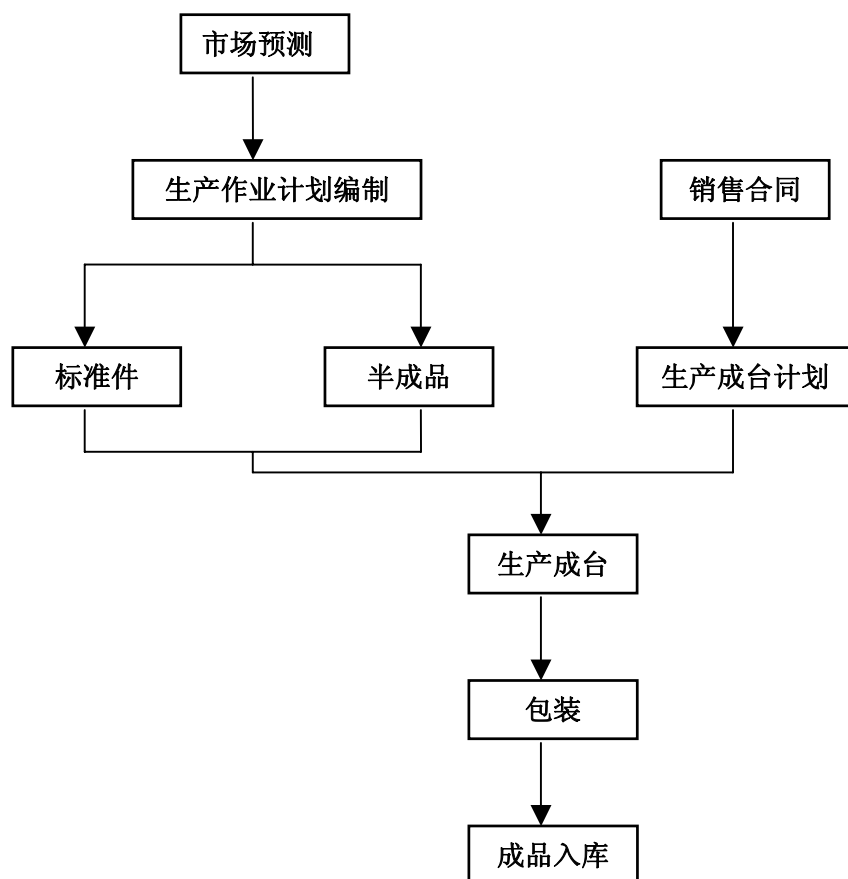 市场预测
生产作业计划编制
销售合同
标准件
半成品
生产成台计划
生产成台
包装
成品入库